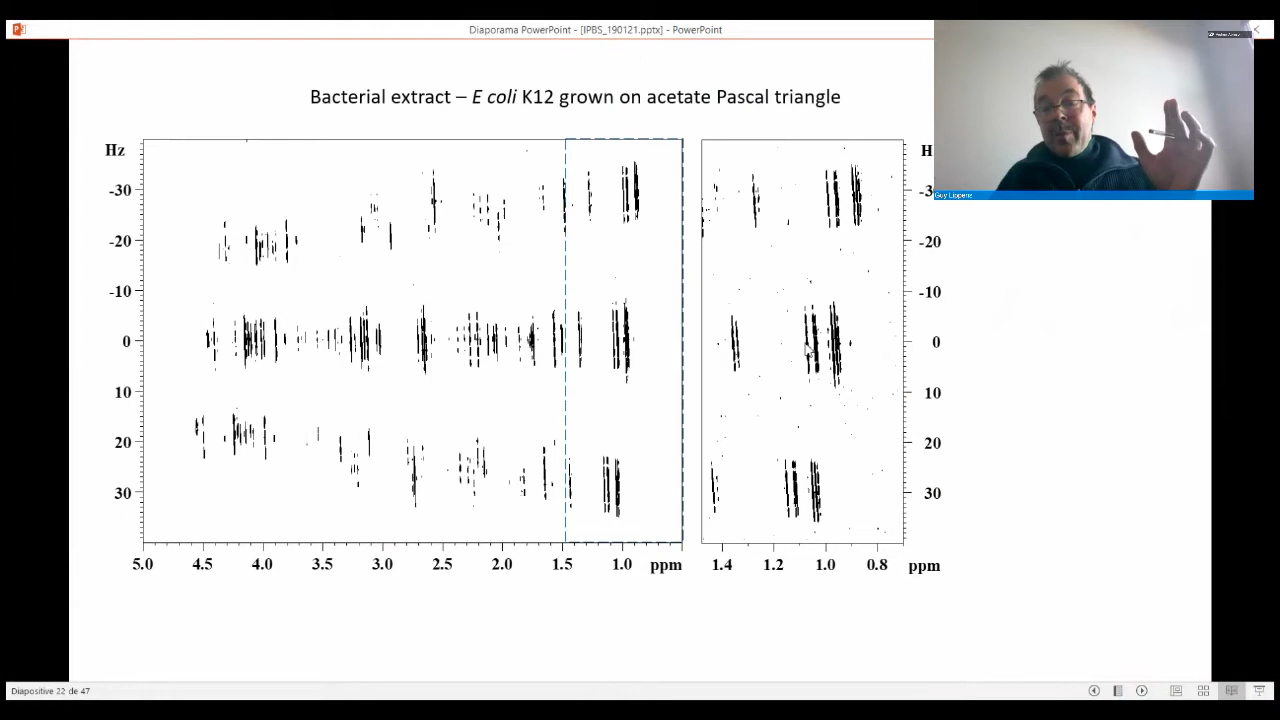 Diaporama PowerPoint - [IPBS_190121.pptx] - PowerPoint
Bacterial extract – E coli K12 grown on acetate Pascal triangle
Hz
-30
-20
-10
0
10
20
30
5.0 4.5 4.0 3.5 3.0 2.5 2.0 1.5 1.0 ppm
H
-3
-20
-10
0
10
20
30
1.4 1.2 1.0 0.8 ppm
Guy Lippens
Diapositive 22 de 47